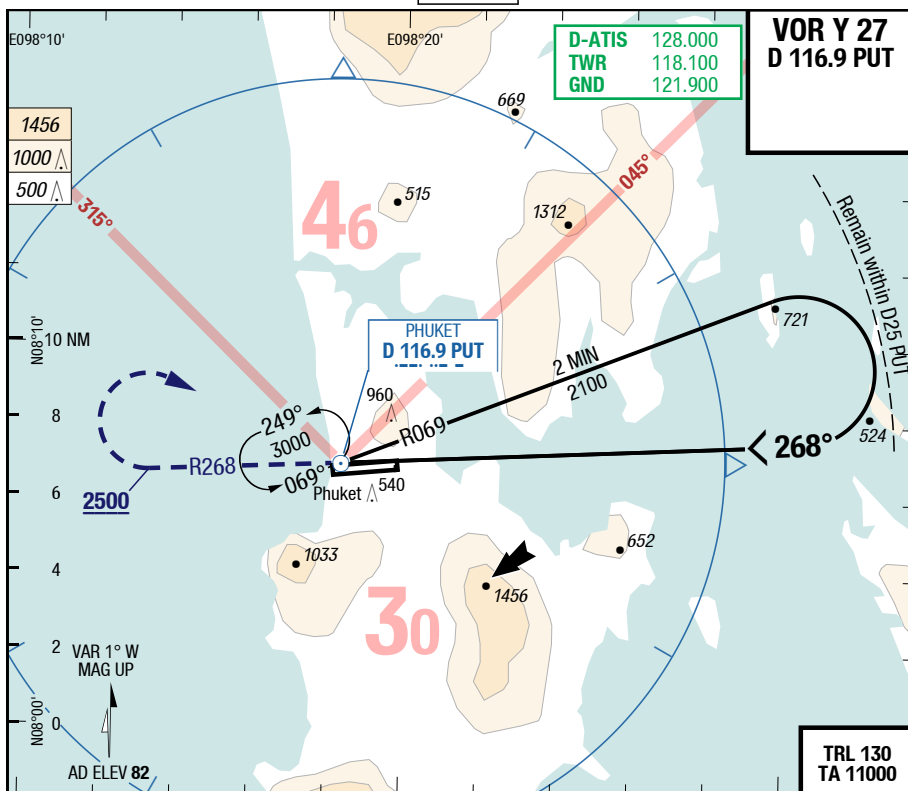 E098°10'
E098°20'
D-ATIS 128.000
TWR 118.100
GND 121.900
VOR Y 27
D 116.9 PUT
1456
1000
500
669
315°
045°
46
515
1312
Remain within D25 PUT
N08°10'
10 NM
PHUKET
D 116.9 PUT
721
2 MIN
2100
960
8
249°
3000
069°
R069
268°
524
R268
6
2500
Phuket
540
1033
652
4
1456
30
2
VAR 1° W
MAG UP
N08°00'
0
AD ELEV 82
TRL 130
TA 11000